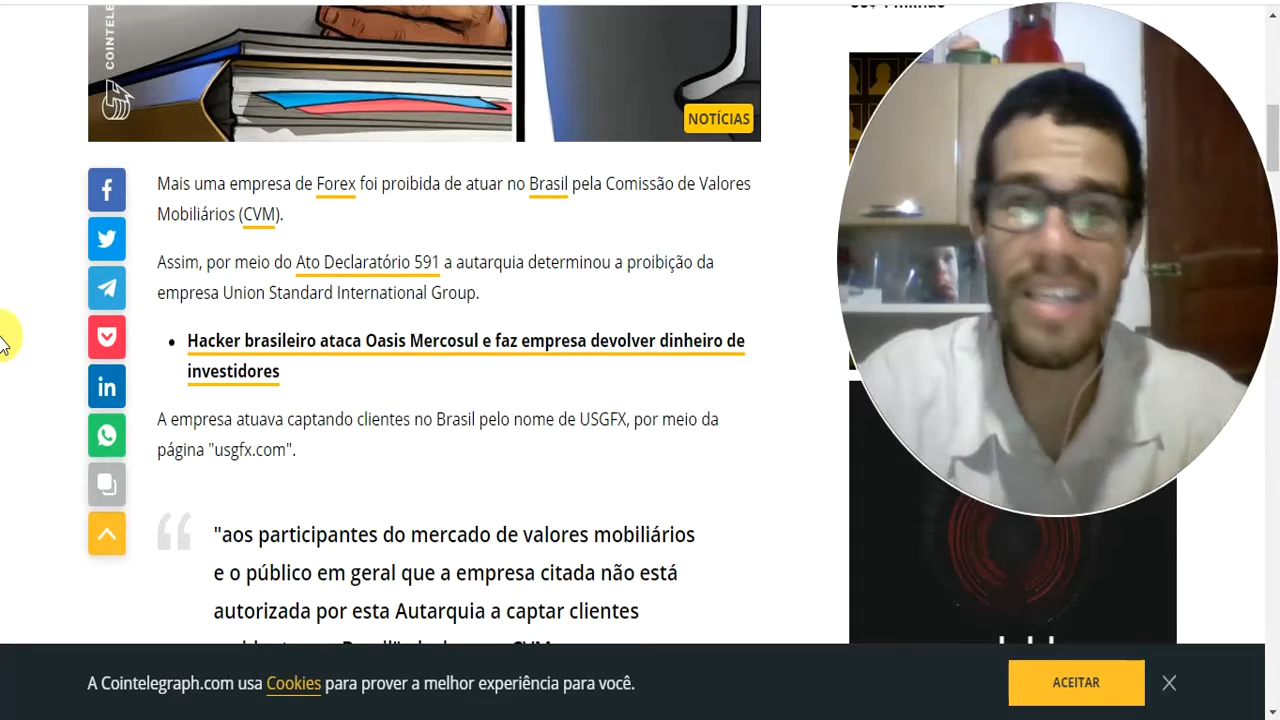 COINTELE
NOTÍCIAS
Mais uma empresa de Forex foi proibida de atuar no Brasil pela Comissão de Valores
Mobiliários (CVM).
Assim, por meio do Ato Declaratório 591 a autarquia determinou a proibição da
empresa Union Standard International Group.
Hacker brasileiro ataca Oasis Mercosul e faz empresa devolver dinheiro de
investidores
A empresa atuava captando clientes no Brasil pelo nome de USGFX, por meio da
página "usgfx.com".
"aos participantes do mercado de valores mobiliários
e o público em geral que a empresa citada não está
autorizada por esta Autarquia a captar clientes
A Cointelegraph.com usa Cookies para prover a melhor experiência para você.
ACEITAR